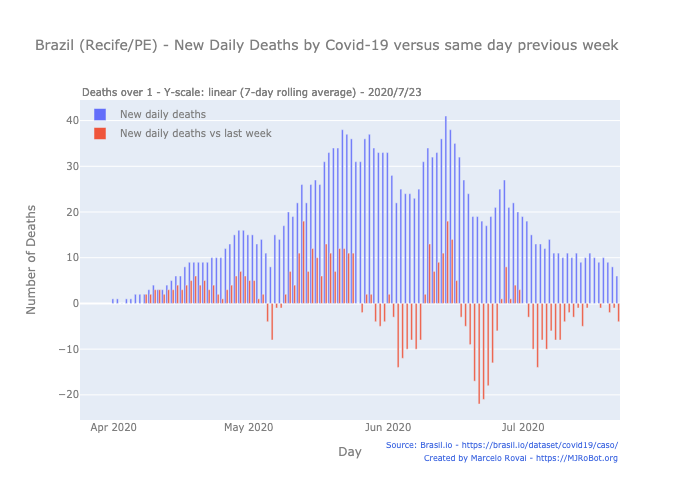 Brazil (Recife/PE) - New Daily Deaths by Covid-19 versus same day previous week
Deaths over 1 - Y-scale: linear (7-day rolling average) - 2020/7/23
New daily deaths
New daily deaths vs last week
Number of Deaths
40
30
20
10
0
−10
−20
Apr 2020 May 2020 Jun 2020 Jul 2020
Day
Source: Brasil.io - https://brasil.io/dataset/covid19/caso/
Created by Marcelo Rovai - https://MJRoBot.org